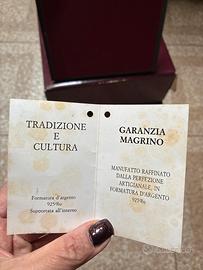 TRADIZIONE
E
CULTURA
Formatura d'argento
925‰
Supportata all'interno
GARANZIA
MAGRINO
MANUFATTO RAFFINATO
DALLA PERFEZIONE
ARTIGIANALE, IN
FORMATURA D'ARGENTO
925‰